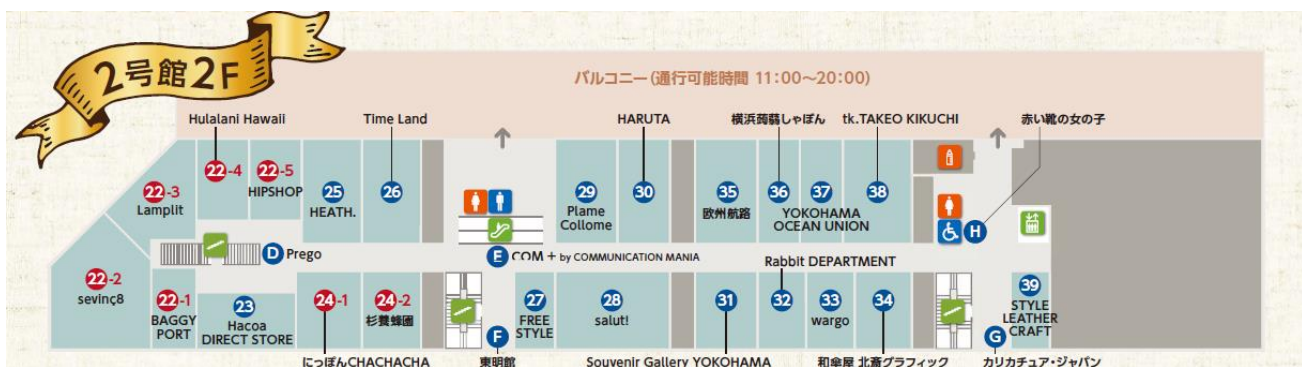 2号館2F
バルコニー(通行可能時間 11:00～20:00)
Hulalani Hawaii
Time Land
HARUTA
横浜蒟蒻しゃぼん
tk.TAKEO KIKUCHI
赤い靴の女の子
22-3
Lamplit
22-4
22-5
HIPSHOP
25
HEATH.
26
29
Plame
Collome
30
35
欧州航路
36
37
YOKOHAMA
OCEAN UNION
38
H
D Prego
E COM + by COMMUNICATION MANIA
Rabbit DEPARTMENT
22-2
sevinç8
22-1
BAGGY
PORT
23
Hacoa
DIRECT STORE
24-1
24-2
杉養蜂園
27
FREE
STYLE
28
salut!
31
32
33
wargo
34
39
STYLE
LEATHER
CRAFT
F
G
にっぽんCHACHACHA
東明館
Souvenir Gallery YOKOHAMA
和傘屋 北斎グラフィック
カリカチュア・ジャパン